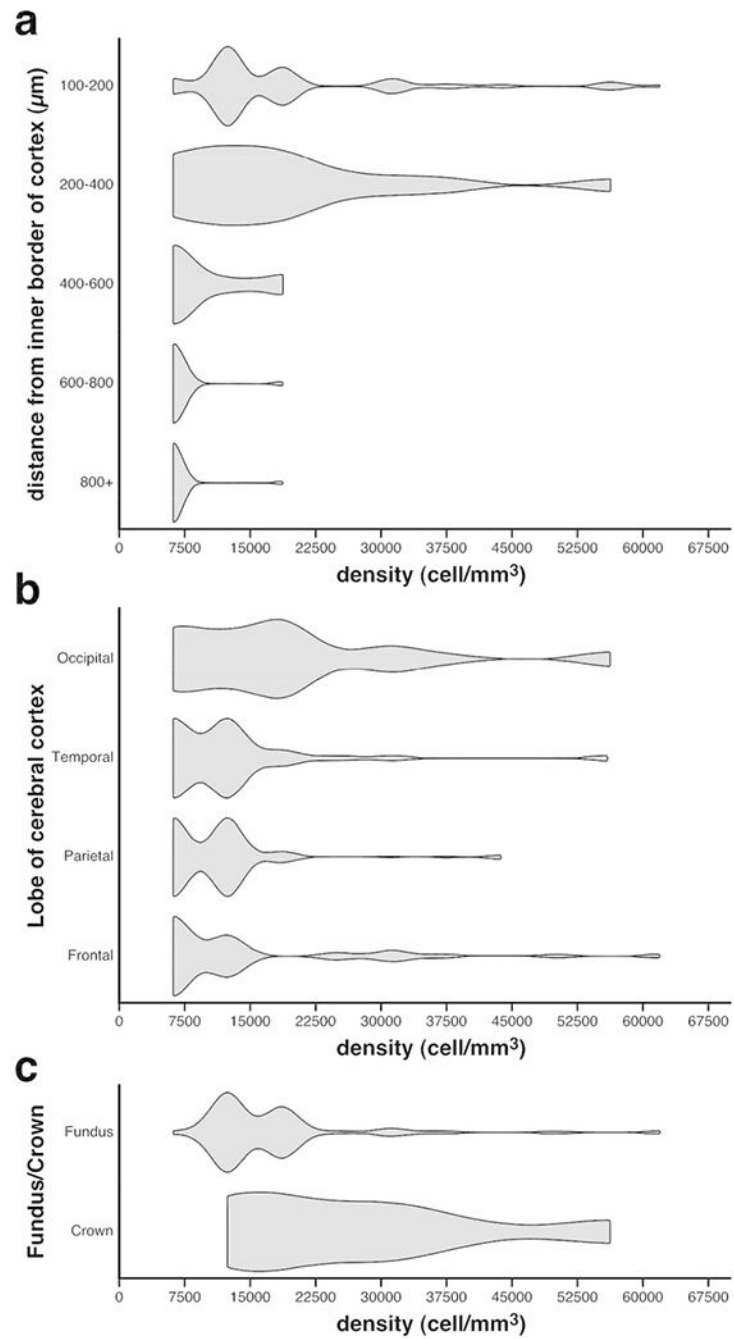 a
distance from inner border of cortex (µm)
100-200
200-400
400-600
600-800
800+
0 7500 15000 22500 30000 37500 45000 52500 60000 67500
density (cell/mm³)
b
Lobe of cerebral cortex
Occipital
Temporal
Parietal
Frontal
0 7500 15000 22500 30000 37500 45000 52500 60000 67500
density (cell/mm³)
c
Fundus/Crown
Fundus
Crown
0 7500 15000 22500 30000 37500 45000 52500 60000 67500
density (cell/mm³)